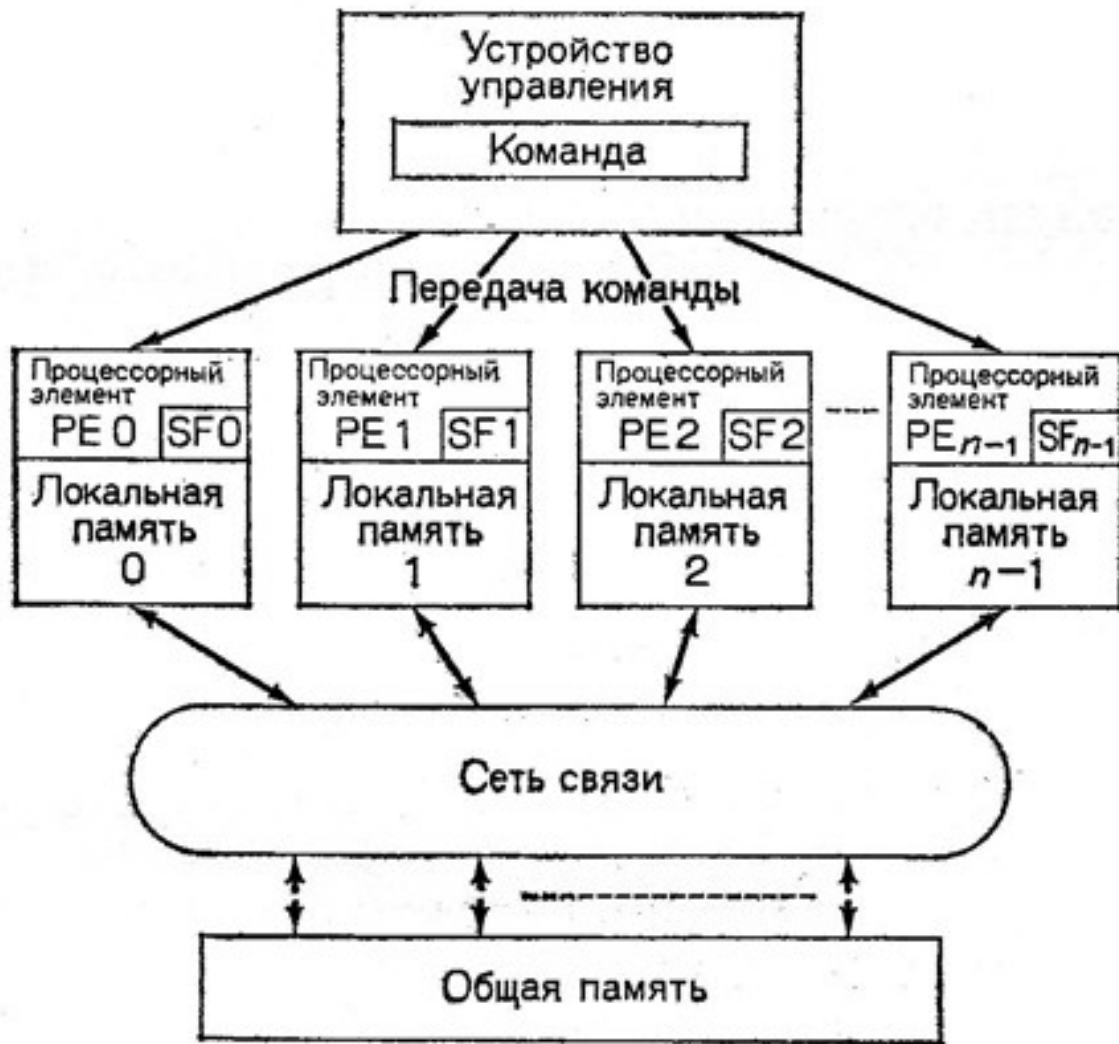 Устройство
управления
Команда
Передача команды
Процессорный
элемент
PE 0 SF0
Локальная
память
0
Процессорный
элемент
PE 1 SF1
Локальная
память
1
Процессорный
элемент
PE2 SF2
Локальная
память
2
Процессорный
элемент
PEn-1 SFn-1
Локальная
память
n-1
Сеть связи
Общая память